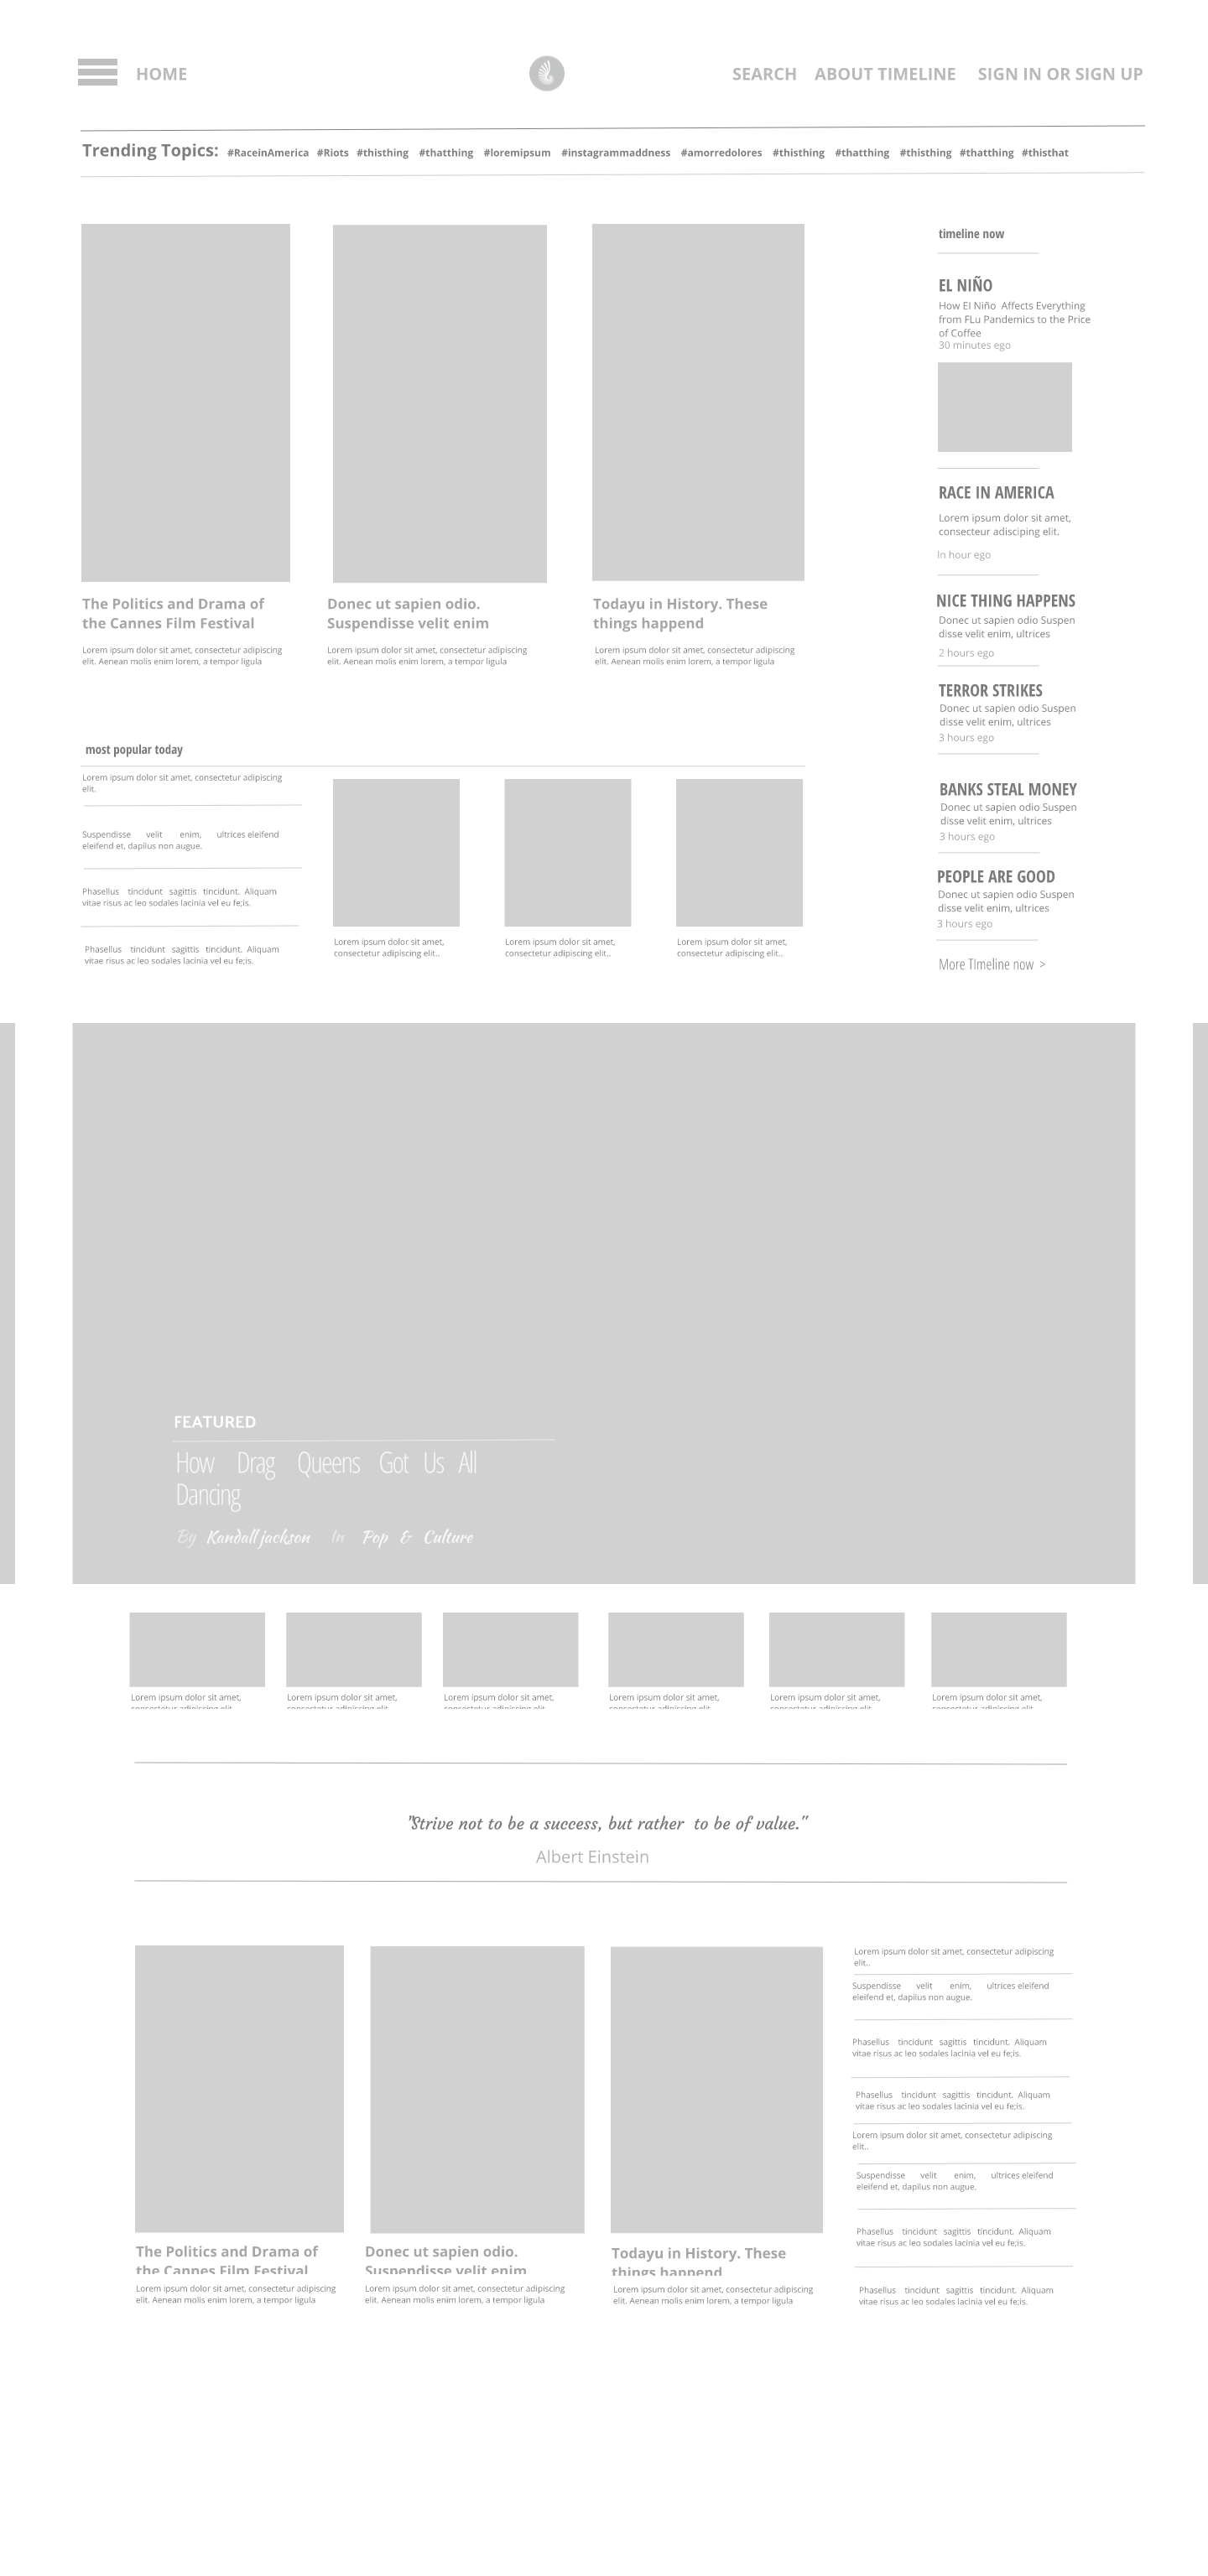 HOME
SEARCH ABOUT TIMELINE SIGN IN OR SIGN UP
Trending Topics: #RaceinAmerica #Riots #thisthing #thatthing #loremipsum #instagrammaddness #amorredolores #thisthing #thatthing #thisthing #thatthing #thisthat
The Politics and Drama of
the Cannes Film Festival
Lorem ipsum dolor sit amet, consectetur adipiscing
elit. Aenean molis enim lorem, a tempor ligula
Donec ut sapien odio.
Suspendisse velit enim
Lorem ipsum dolor sit amet, consectetur adipiscing
elit. Aenean molis enim lorem, a tempor ligula
Todayu in History. These
things happend
Lorem ipsum dolor sit amet, consectetur adipiscing
elit. Aenean molis enim lorem, a tempor ligula
timeline now
EL NIÑO
How El Niño Affects Everything
from FLu Pandemics to the Price
of Coffee
30 minutes ego
RACE IN AMERICA
Lorem ipsum dolor sit amet,
consecteur adisciping elit.
In hour ego
NICE THING HAPPENS
Donec ut sapien odio Suspen
disse velit enim, ultrices
2 hours ego
TERROR STRIKES
Donec ut sapien odio Suspen
disse velit enim, ultrices
3 hours ego
BANKS STEAL MONEY
Donec ut sapien odio Suspen
disse velit enim, ultrices
3 hours ego
PEOPLE ARE GOOD
Donec ut sapien odio Suspen
disse velit enim, ultrices
3 hours ego
More TImeline now >
most popular today
Lorem ipsum dolor sit amet, consectetur adipiscing
elit.
Suspendisse velit enim, ultrices eleifend
eleifend et, dapilus non augue.
Phasellus tincidunt sagittis tincidunt. Aliquam
vitae risus ac leo sodales lacinia vel eu fe;is.
Phasellus tincidunt sagittis tincidunt. Aliquam
vitae risus ac leo sodales lacinia vel eu fe;is.
Lorem ipsum dolor sit amet,
consectetur adipiscing elit..
Lorem ipsum dolor sit amet,
consectetur adipiscing elit..
Lorem ipsum dolor sit amet,
consectetur adipiscing elit..
FEATURED
How Drag Queens Got Us All
Dancing
By Kandall jackson In Pop & Culture
Lorem ipsum dolor sit amet,
consectetur adipiscing elit
Lorem ipsum dolor sit amet,
consectetur adipiscing elit
Lorem ipsum dolor sit amet,
consectetur adipiscing elit
Lorem ipsum dolor sit amet,
consectetur adipiscing elit
Lorem ipsum dolor sit amet,
consectetur adipiscing elit
Lorem ipsum dolor sit amet,
consectetur adipiscing elit
"Strive not to be a success, but rather to be of value."
Albert Einstein
The Politics and Drama of
the Cannes Film Festival
Lorem ipsum dolor sit amet, consectetur adipiscing
elit. Aenean molis enim lorem, a tempor ligula
Donec ut sapien odio.
Suspendisse velit enim
Lorem ipsum dolor sit amet, consectetur adipiscing
elit. Aenean molis enim lorem, a tempor ligula
Todayu in History. These
things happend
Lorem ipsum dolor sit amet, consectetur adipiscing
elit. Aenean molis enim lorem, a tempor ligula
Lorem ipsum dolor sit amet, consectetur adipiscing
elit..
Suspendisse velit enim, ultrices eleifend
eleifend et, dapilus non augue.
Phasellus tincidunt sagittis tincidunt. Aliquam
vitae risus ac leo sodales lacinia vel eu fe;is.
Phasellus tincidunt sagittis tincidunt. Aliquam
vitae risus ac leo sodales lacinia vel eu fe;is.
Lorem ipsum dolor sit amet, consectetur adipiscing
elit..
Suspendisse velit enim, ultrices eleifend
eleifend et, dapilus non augue.
Phasellus tincidunt sagittis tincidunt. Aliquam
vitae risus ac leo sodales lacinia vel eu fe;is.
Phasellus tincidunt sagittis tincidunt. Aliquam
vitae risus ac leo sodales lacinia vel eu fe;is.